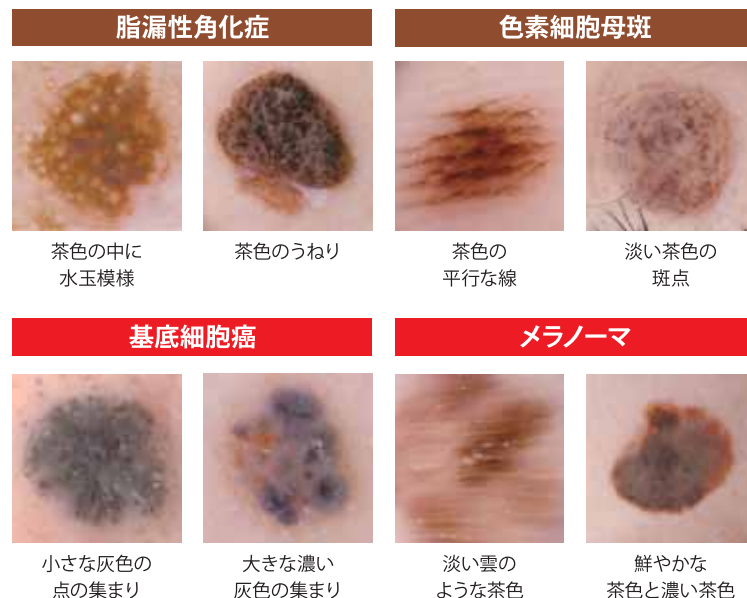 脂漏性角化症
色素細胞母斑
茶色の中に
水玉模様
茶色のうねり
茶色の
平行な線
淡い茶色の
斑点
基底細胞癌
メラノーマ
小さな灰色の
点の集まり
大きな濃い
灰色の集まり
淡い雲の
ような茶色
鮮やかな
茶色と濃い茶色